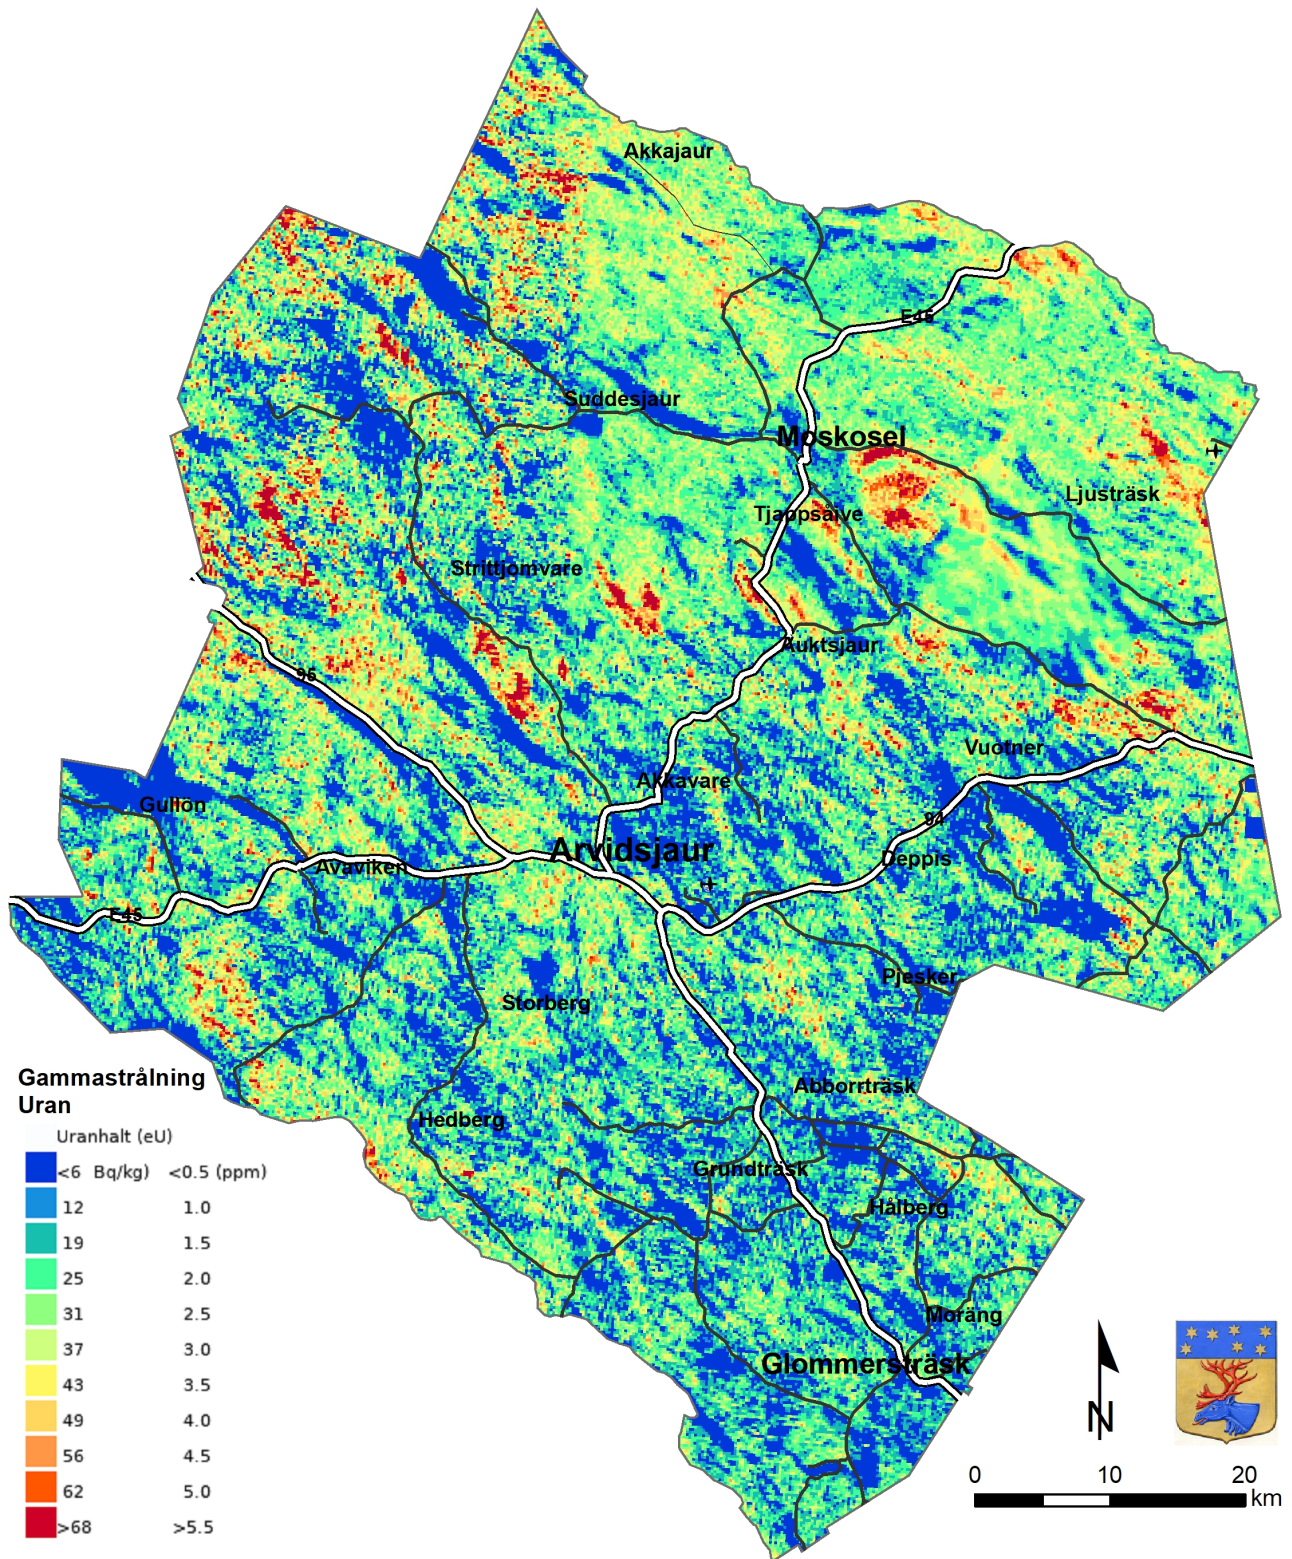 Akkajaur
E45
Suddesjaur
Moskosel
Ljusträsk
Tjappsåive
Strittjomvare
Auktsjaur
95
Vuotner
Akkavare
Gullön
94
Arvidsjaur
Deppis
Avaviken
E45
Pjesker
Storberg
Gammastrålning
Uran
Abborrträsk
Hedberg
Uranhalt (eU)
<6 Bq/kg) <0.5 (ppm)
Grundträsk
12 1.0
Hålberg
19 1.5
25 2.0
31 2.5
Moräng
37 3.0
Glommersträsk
43 3.5
49 4.0
N
56 4.5
0 10 20
km
62 5.0
>68 >5.5